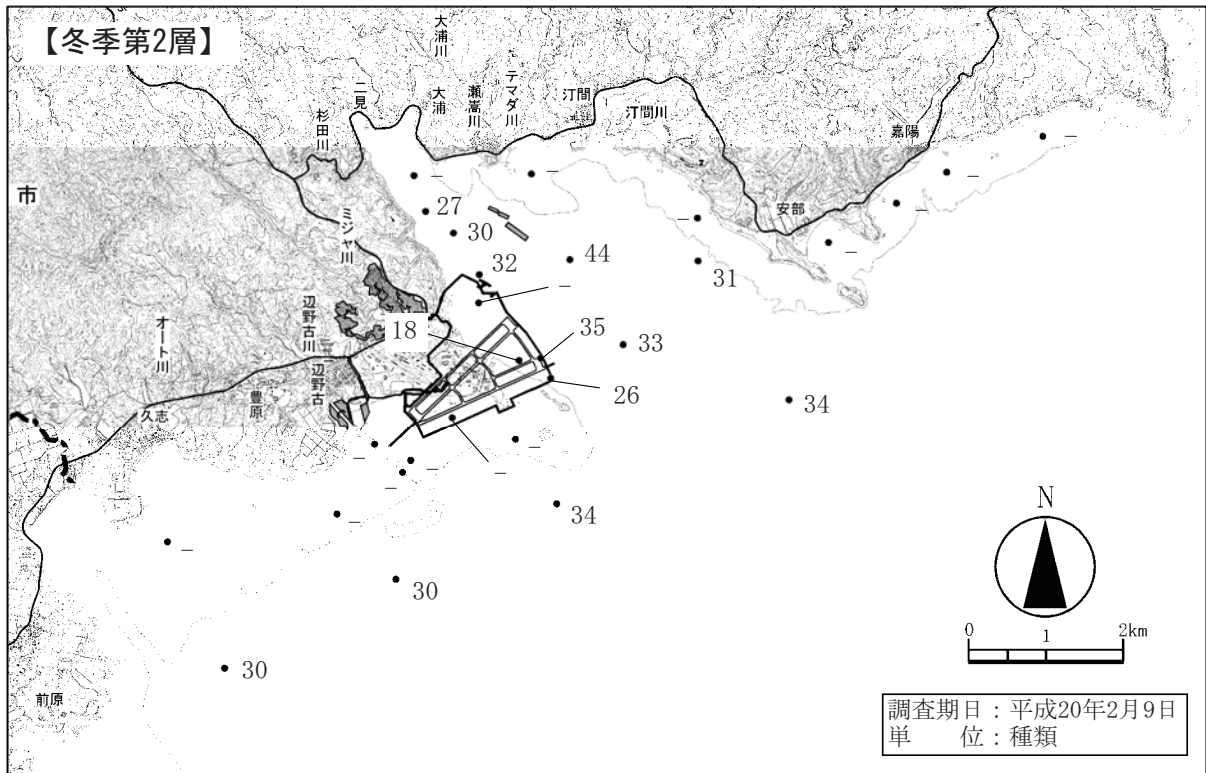 【冬季第2層】
大浦川
テマダ川
瀬嵩川
大浦
二見
杉田川
汀間
汀間川
嘉陽
安部
市
ミジャ川
辺野古川
辺野古
オート川
豊原
久志
前原
－
－
－
－
27
－
－
30
－
44
31
32
－
18
35
33
26
34
－
－
－
－
－
34
－
－
30
30
N
0 1 2km
調査期日：平成20年2月9日
単　　位：種類